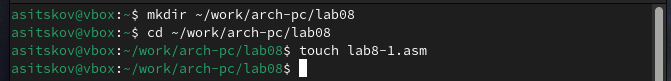 asitskov@vbox:~$ mkdir ~/work/arch-pc/lab08
asitskov@vbox:~$ cd ~/work/arch-pc/lab08
asitskov@vbox:~/work/arch-pc/lab08$ touch lab8-1.asm
asitskov@vbox:~/work/arch-pc/lab08$